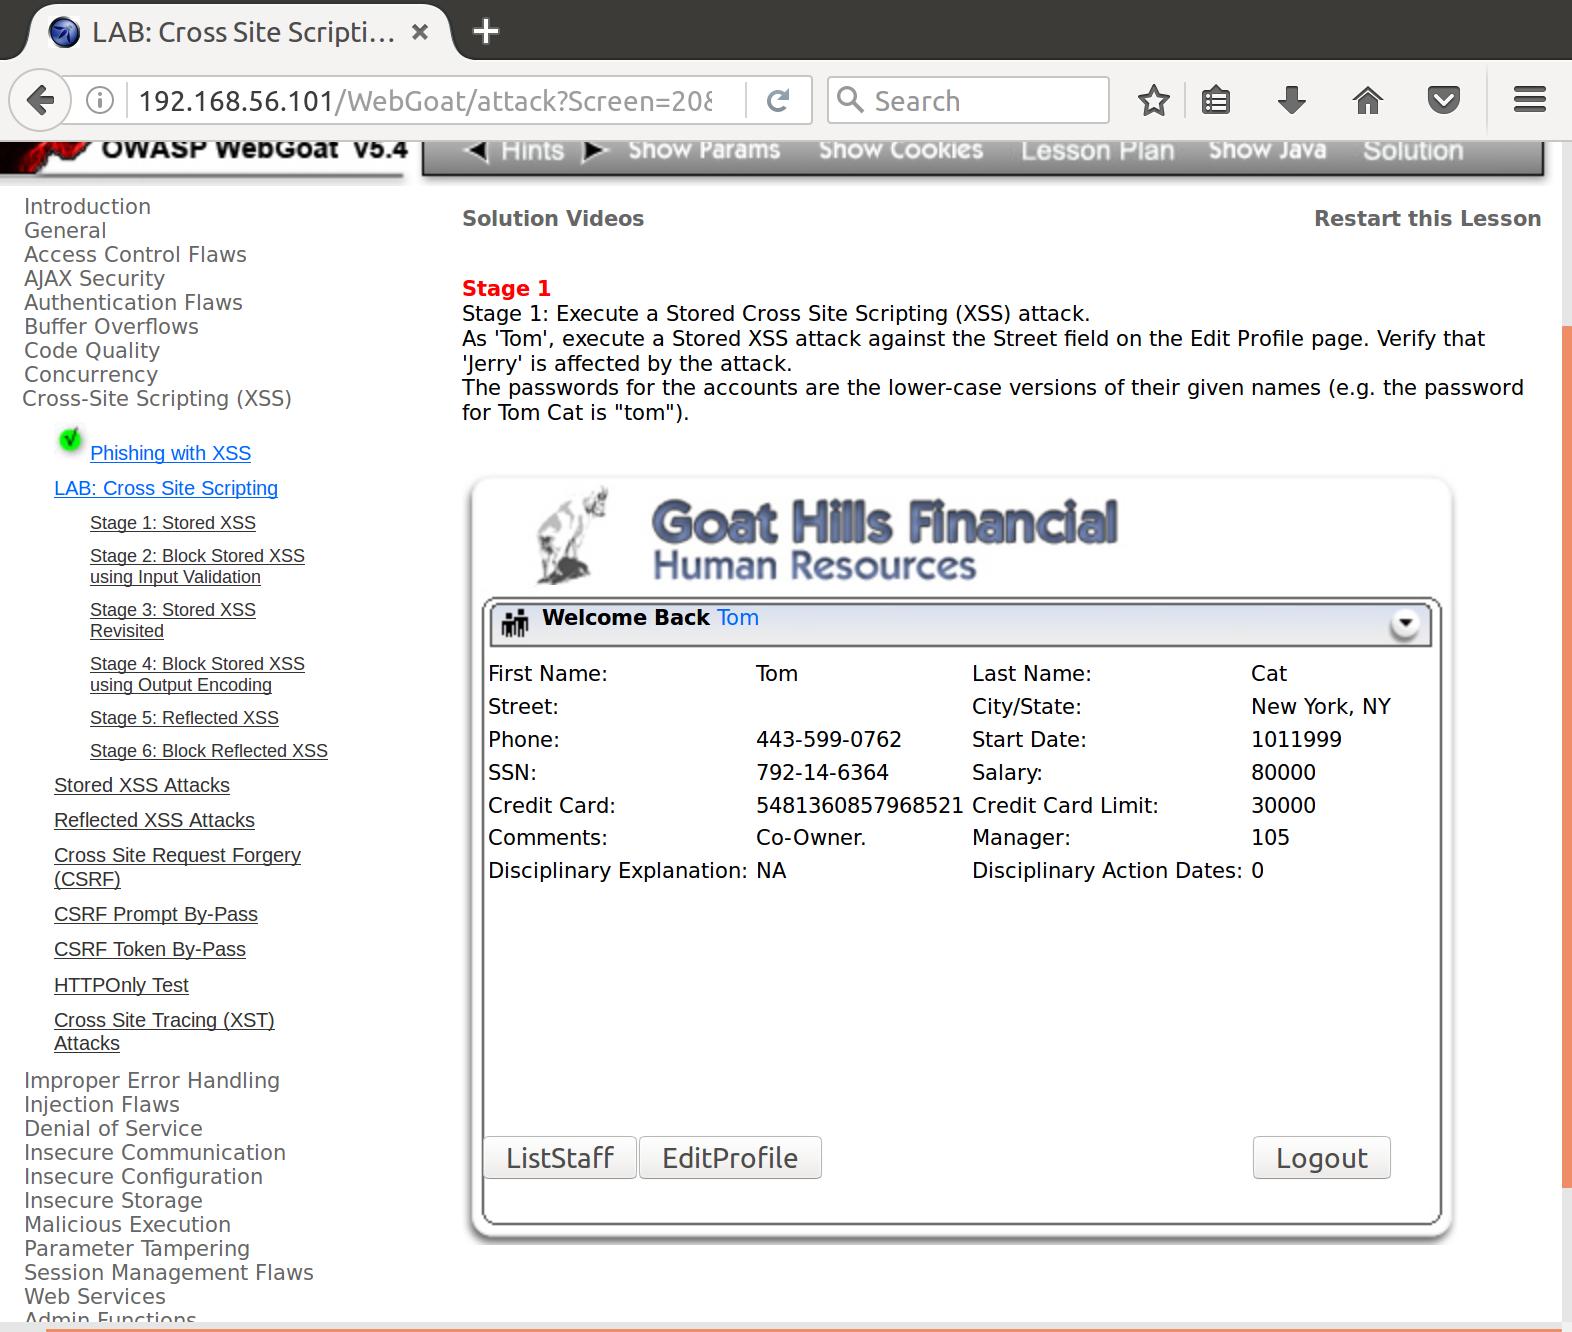 LAB: Cross Site Scripti...
192.168.56.101/WebGoat/attack?Screen=20&
Search
OWASP WebGoat V5.4
Hints Show Params Show Cookies Lesson Plan Show Java Solution
Solution Videos
Restart this Lesson
Introduction
General
Access Control Flaws
AJAX Security
Authentication Flaws
Buffer Overflows
Code Quality
Concurrency
Cross-Site Scripting (XSS)
Phishing with XSS
LAB: Cross Site Scripting
Stage 1: Stored XSS
Stage 2: Block Stored XSS
using Input Validation
Stage 3: Stored XSS
Revisited
Stage 4: Block Stored XSS
using Output Encoding
Stage 5: Reflected XSS
Stage 6: Block Reflected XSS
Stored XSS Attacks
Reflected XSS Attacks
Cross Site Request Forgery
(CSRF)
CSRF Prompt By-Pass
CSRF Token By-Pass
HTTPOnly Test
Cross Site Tracing (XST)
Attacks
Improper Error Handling
Injection Flaws
Denial of Service
Insecure Communication
Insecure Configuration
Insecure Storage
Malicious Execution
Parameter Tampering
Session Management Flaws
Web Services
Admin Functions
Stage 1
Stage 1: Execute a Stored Cross Site Scripting (XSS) attack.
As 'Tom', execute a Stored XSS attack against the Street field on the Edit Profile page. Verify that
'Jerry' is affected by the attack.
The passwords for the accounts are the lower-case versions of their given names (e.g. the password
for Tom Cat is "tom").
Goat Hills Financial
Human Resources
Welcome Back Tom
First Name: Tom Last Name: Cat
Street: City/State: New York, NY
Phone: 443-599-0762 Start Date: 1011999
SSN: 792-14-6364 Salary: 80000
Credit Card: 5481360857968521 Credit Card Limit: 30000
Comments: Co-Owner. Manager: 105
Disciplinary Explanation: NA Disciplinary Action Dates: 0
ListStaff EditProfile Logout